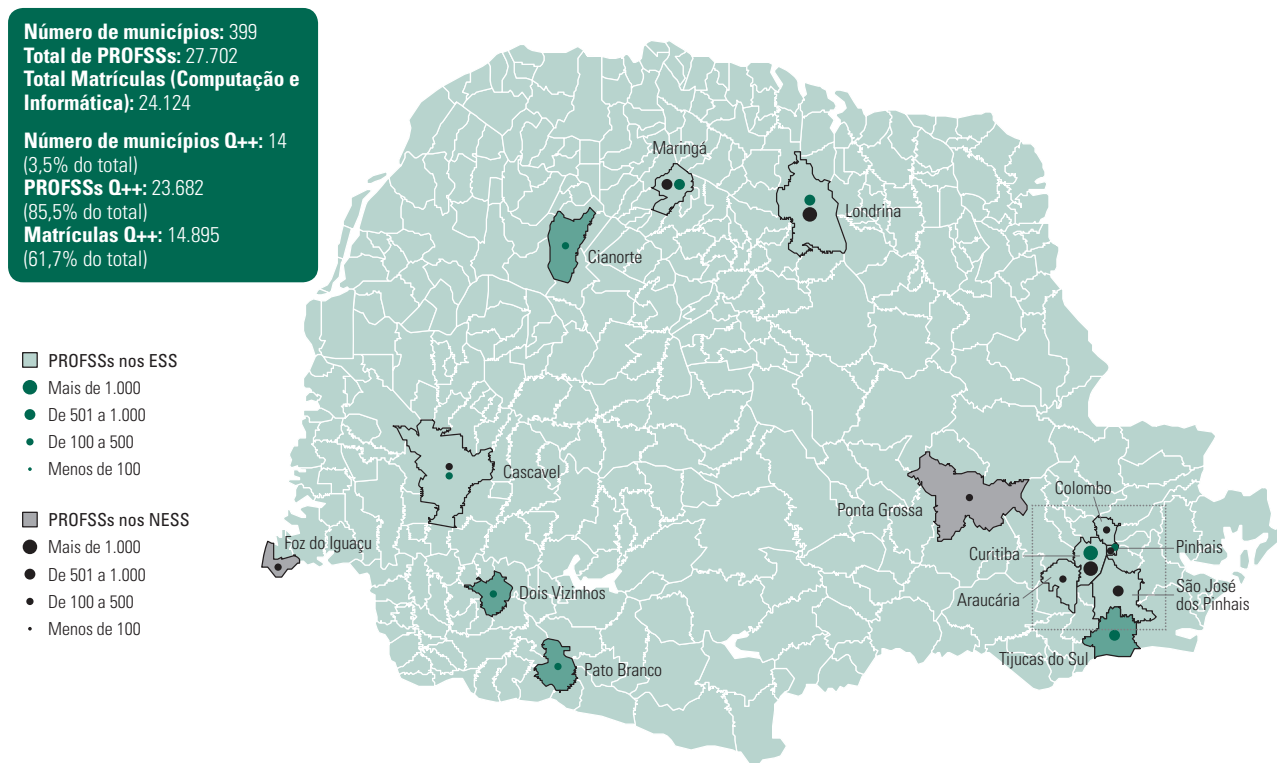 Número de municípios: 399
Total de PROFSSs: 27.702
Total Matrículas (Computação e
Informática): 24.124
Número de municípios Q++: 14
(3,5% do total)
PROFSSs Q++: 23.682
(85,5% do total)
Matrículas Q++: 14.895
(61,7% do total)
PROFSSs nos ESS
Mais de 1.000
De 501 a 1.000
De 100 a 500
Menos de 100
PROFSSs nos NESS
Mais de 1.000
De 501 a 1.000
De 100 a 500
Menos de 100
Maringá
Londrina
Cianorte
Cascavel
Ponta Grossa
Colombo
Foz do Iguaçu
Curitiba
Pinhais
Dois Vizinhos
Araucária
São José
dos Pinhais
Pato Branco
Tijucas do Sul